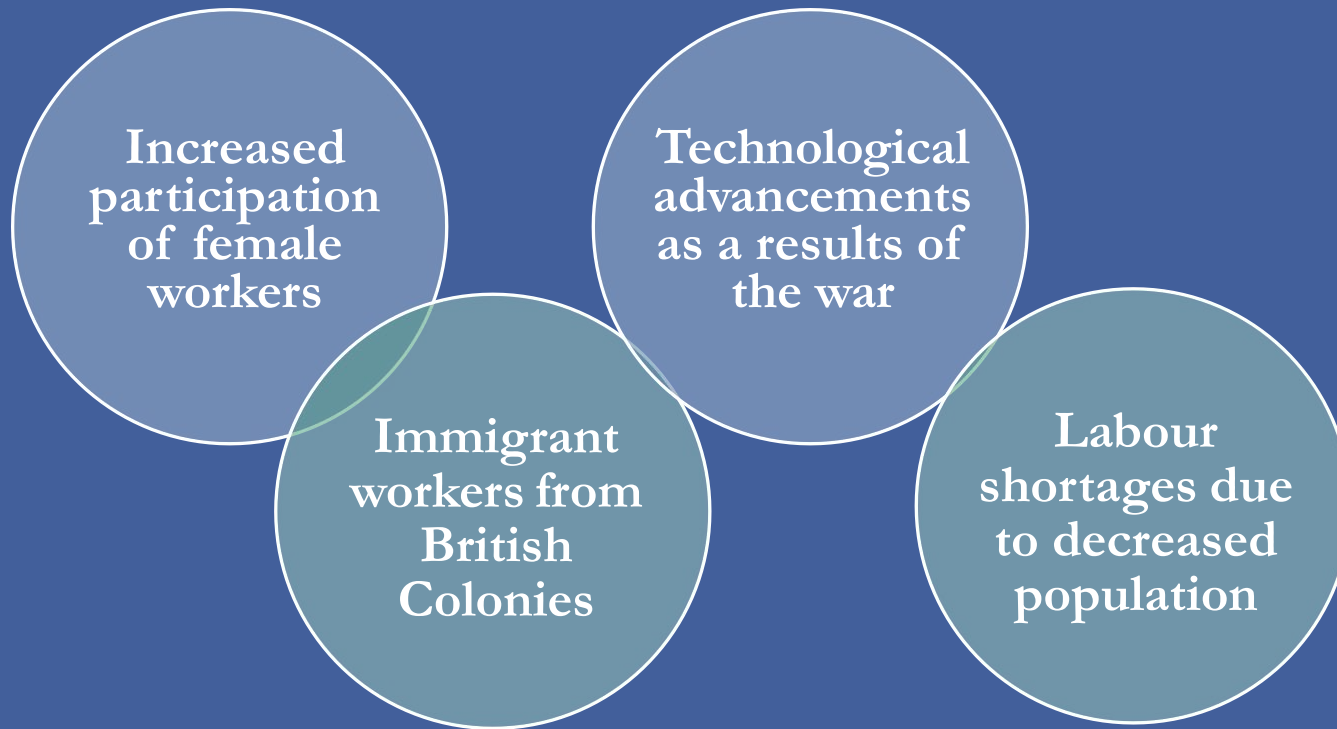 Increased
participation
of female
workers
Immigrant
workers from
British
Colonies
Technological
advancements
as a results of
the war
Labour
shortages due
to decreased
population